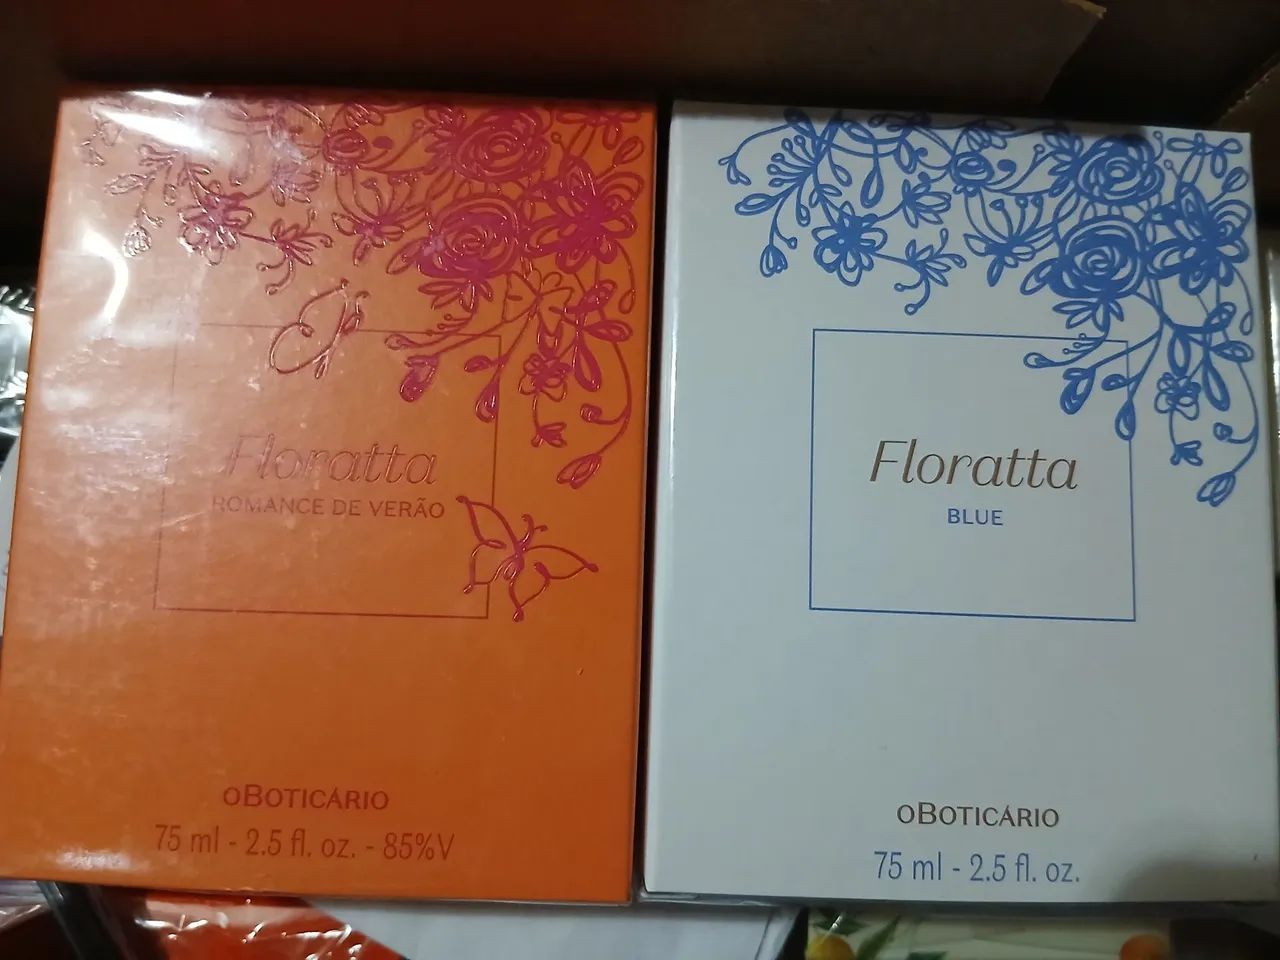 Floratta
ROMANCE DE VERÃO
oBOTICÁRIO
75 ml - 2.5 fl. oz. - 85%V
Floratta
BLUE
oBOTICÁRIO
75 ml - 2.5 fl. oz.